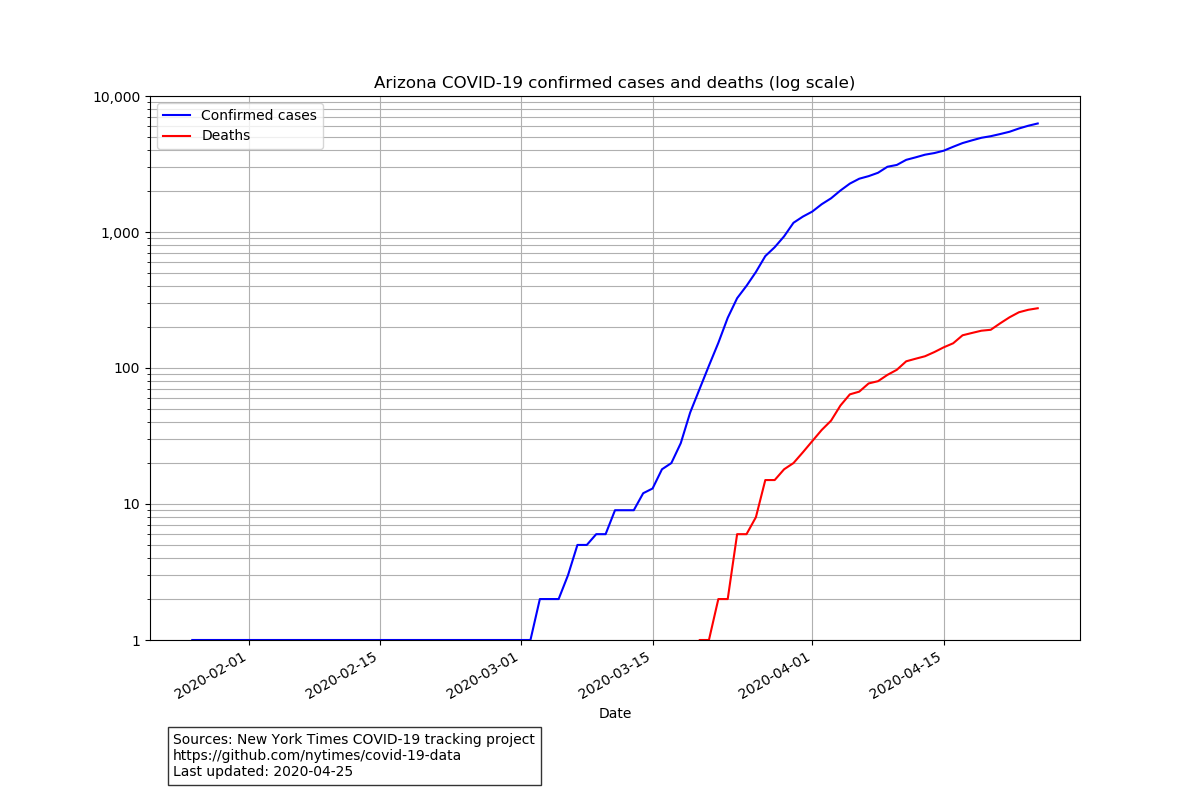 Arizona COVID-19 confirmed cases and deaths (log scale)
10,000
1,000
100
10
1
Confirmed cases
Deaths
2020-02-01
2020-02-15
2020-03-01
2020-03-15
2020-04-01
2020-04-15
Date
Sources: New York Times COVID-19 tracking project
https://github.com/nytimes/covid-19-data
Last updated: 2020-04-25